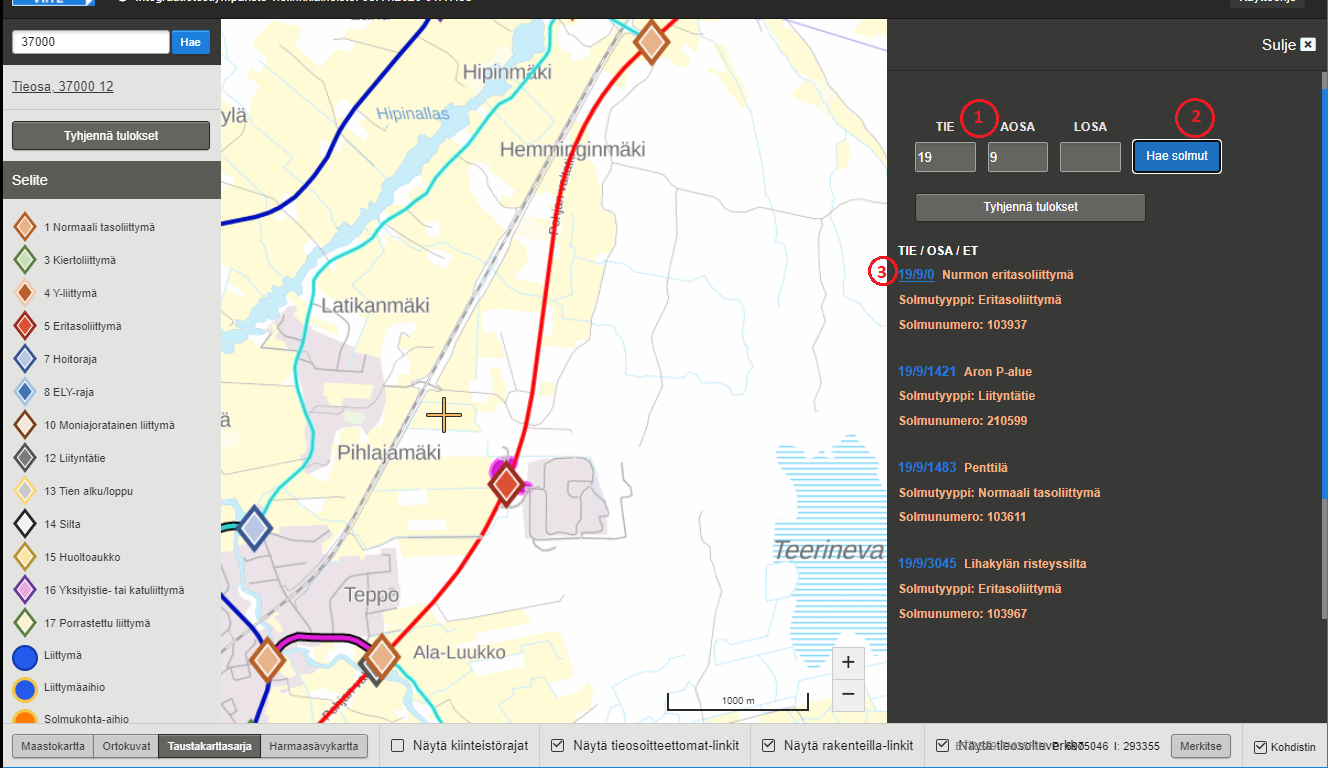 37000
Hae
Tieosa, 37000 12
Tyhjennä tulokset
Selite
1 Normaali tasoliittymä
3 Kiertoliittymä
4 Y-liittymä
5 Eritasoliittymä
7 Hoitoraja
8 ELY-raja
10 Moniajoratainen liittymä
12 Liityntätie
13 Tien alku/loppu
14 Silta
15 Huoltoaukko
16 Yksityistie- tai katuliittymä
17 Porrastettu liittymä
Liittymä
Liittymäaihio
Solmukohta-aihio
Hipinmäki
Hipinallas
ylä
Hemminginmäki
Latikanmäki
Pihlajamäki
Teerineva
Teppo
Ala-Luukko
1000 m
+
−
Sulje
1
2
TIE AOSA LOSA
19 9 Hae solmut
Tyhjennä tulokset
TIE / OSA / ET
3
19/9/0 Nurmon eritasoliittymä
Solmutyyppi: Eritasoliittymä
Solmunumero: 103937
19/9/1421 Aron P-alue
Solmutyyppi: Liityntätie
Solmunumero: 210599
19/9/1483 Penttilä
Solmutyyppi: Normaali tasoliittymä
Solmunumero: 103611
19/9/3045 Lihakylän risteyssilta
Solmutyyppi: Eritasoliittymä
Solmunumero: 103967
Maastokartta Ortokuvat Taustakarttasarja Harmaasävykartta Näytä kiinteistörajat Näytä tieosoitteettomat-linkit Näytä rakenteilla-linkit Näytä tieosoiteverkko I: 293355 Merkitse Kohdistin